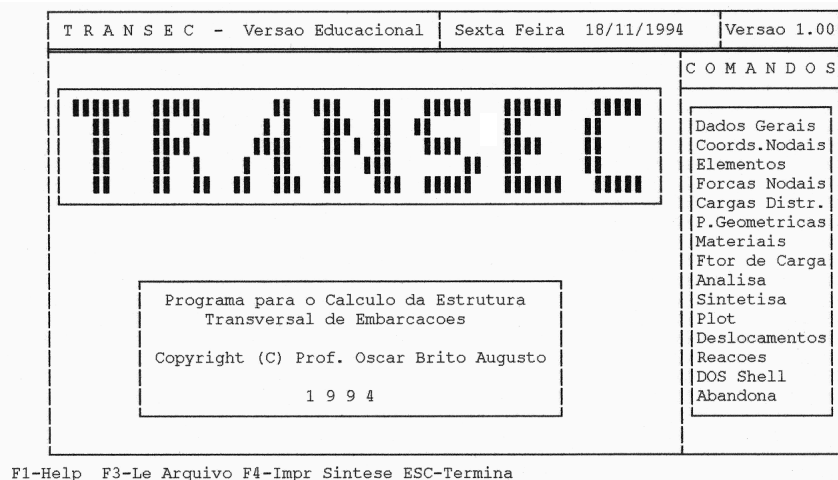 T R A N S E C - Versao Educacional Sexta Feira 18/11/1994 Versao 1.00
TRANSEC
Programa para o Calculo da Estrutura
Transversal de Embarcacoes
Copyright (C) Prof. Oscar Brito Augusto
1 9 9 4
C O M A N D O S
Dados Gerais
Coords.Nodais
Elementos
Forcas Nodais
Cargas Distr.
P.Geometricas
Materiais
Ftor de Carga
Analisa
Sintetisa
Plot
Deslocamentos
Reacoes
DOS Shell
Abandona
F1-Help F3-Le Arquivo F4-Impr Sintese ESC-Termina